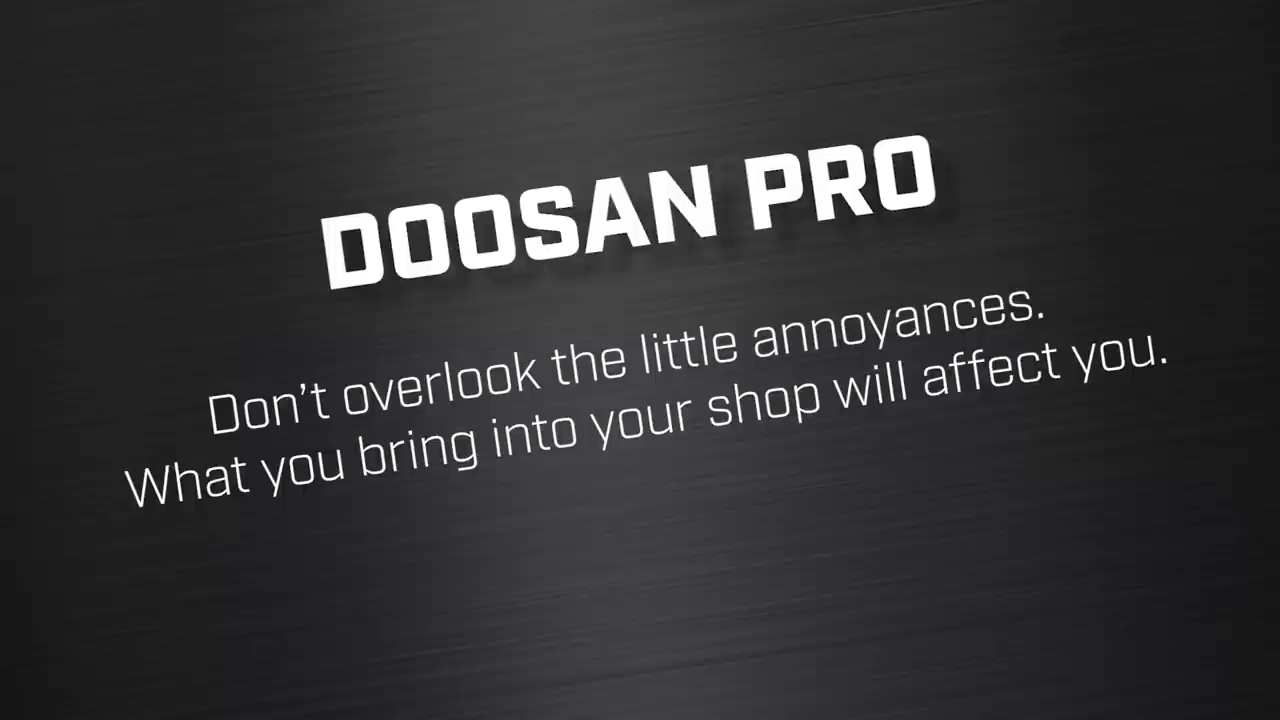 DOOSAN PRO
Don't overlook the little annoyances.
What you bring into your shop will affect you.